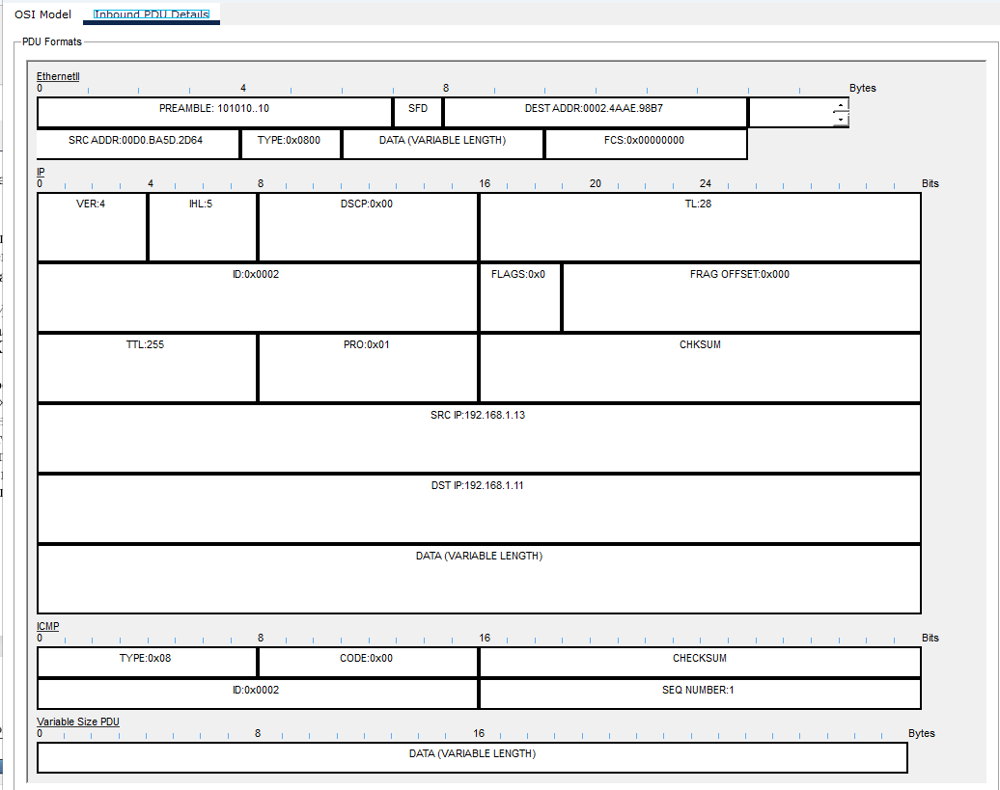 OSI Model Inbound PDU Details
PDU Formats
EthernetII
0 4 8 Bytes
PREAMBLE: 101010..10 SFD DEST ADDR:0002.4AAE.98B7
SRC ADDR:00D0.BA5D.2D64 TYPE:0x0800 DATA (VARIABLE LENGTH) FCS:0x00000000
IP
0 4 8 16 20 24 Bits
VER:4 IHL:5 DSCP:0x00 TL:28
ID:0x0002 FLAGS:0x0 FRAG OFFSET:0x000
TTL:255 PRO:0x01 CHKSUM
SRC IP:192.168.1.13
DST IP:192.168.1.11
DATA (VARIABLE LENGTH)
ICMP
0 8 16 Bits
TYPE:0x08 CODE:0x00 CHECKSUM
ID:0x0002 SEQ NUMBER:1
Variable Size PDU
0 8 16 Bytes
DATA (VARIABLE LENGTH)